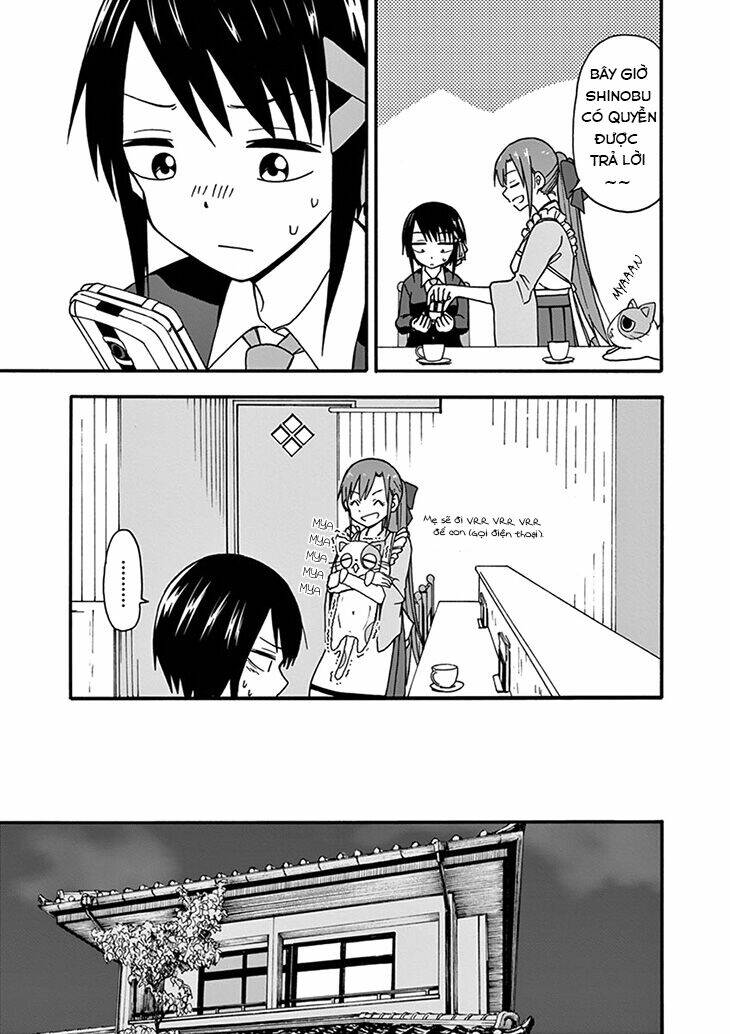 BÂY GIỜ
SHINOBU
CÓ QUYỀN
ĐƯỢC
TRẢ LỜI
~~
MYAAAN
MẸ SẼ ĐI VRR VRR VRR
ĐỂ CON (GỌI ĐIỆN THOẠI).
MYA
MYA
MYA
MYA
MYA
.........